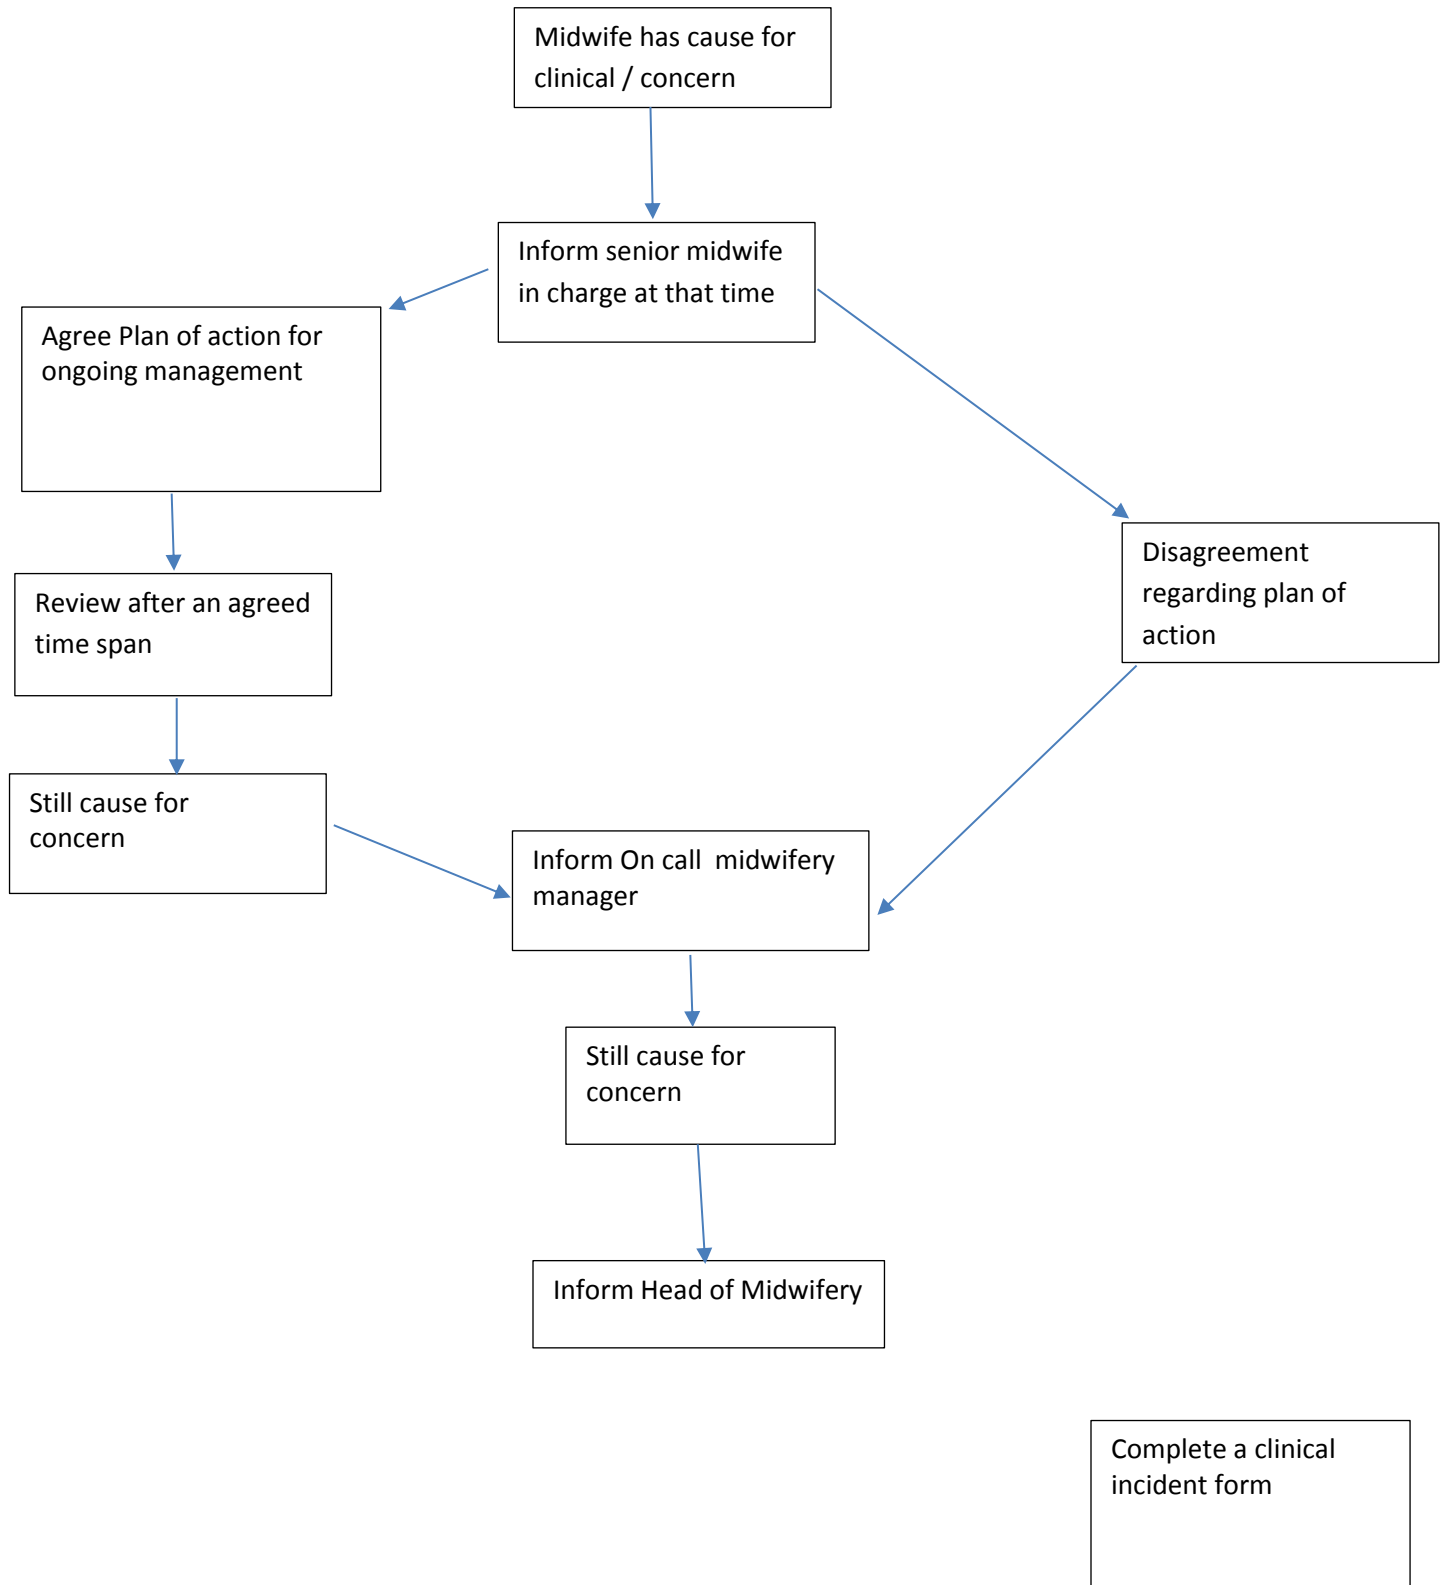 Midwife has cause for
clinical / concern
Inform senior midwife
in charge at that time
Agree Plan of action for
ongoing management
Disagreement
regarding plan of
action
Review after an agreed
time span
Still cause for
concern
Inform On call  midwifery
manager
Still cause for
concern
Inform Head of Midwifery
Complete a clinical
incident form